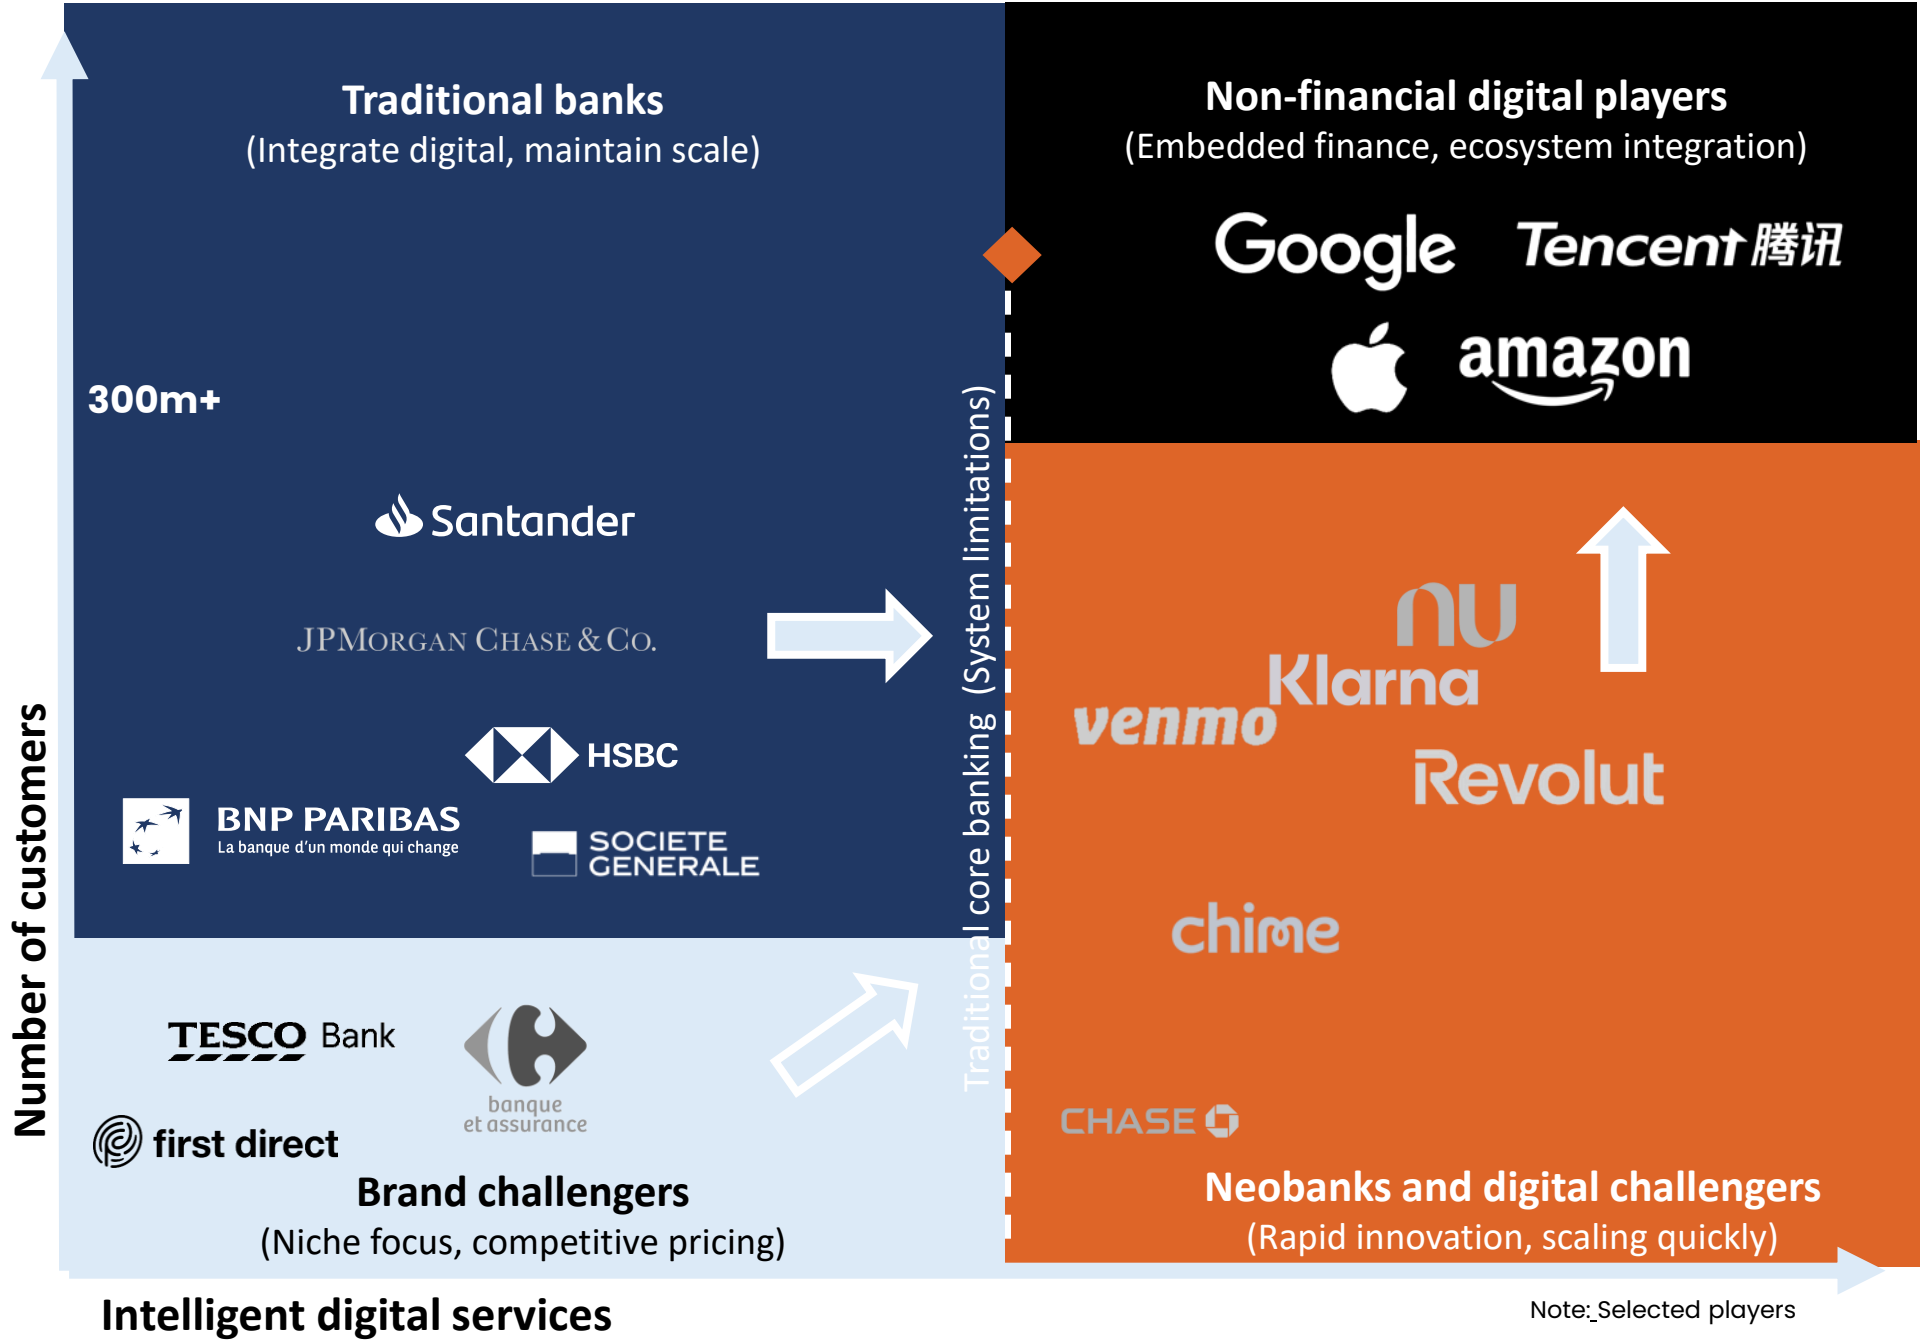 Traditional banks
(Integrate digital, maintain scale)
Non-financial digital players
(Embedded finance, ecosystem integration)
Google
Tencent 腾讯
amazon
300m+
Santander
JPMORGAN CHASE & CO.
HSBC
BNP PARIBAS
La banque d'un monde qui change
SOCIETE
GENERALE
Traditional core banking (System limitations)
nu
Klarna
venmo
Revolut
chime
CHASE
Neobanks and digital challengers
(Rapid innovation, scaling quickly)
TESCO Bank
banque
et assurance
first direct
Brand challengers
(Niche focus, competitive pricing)
Number of customers
Intelligent digital services
Note: Selected players